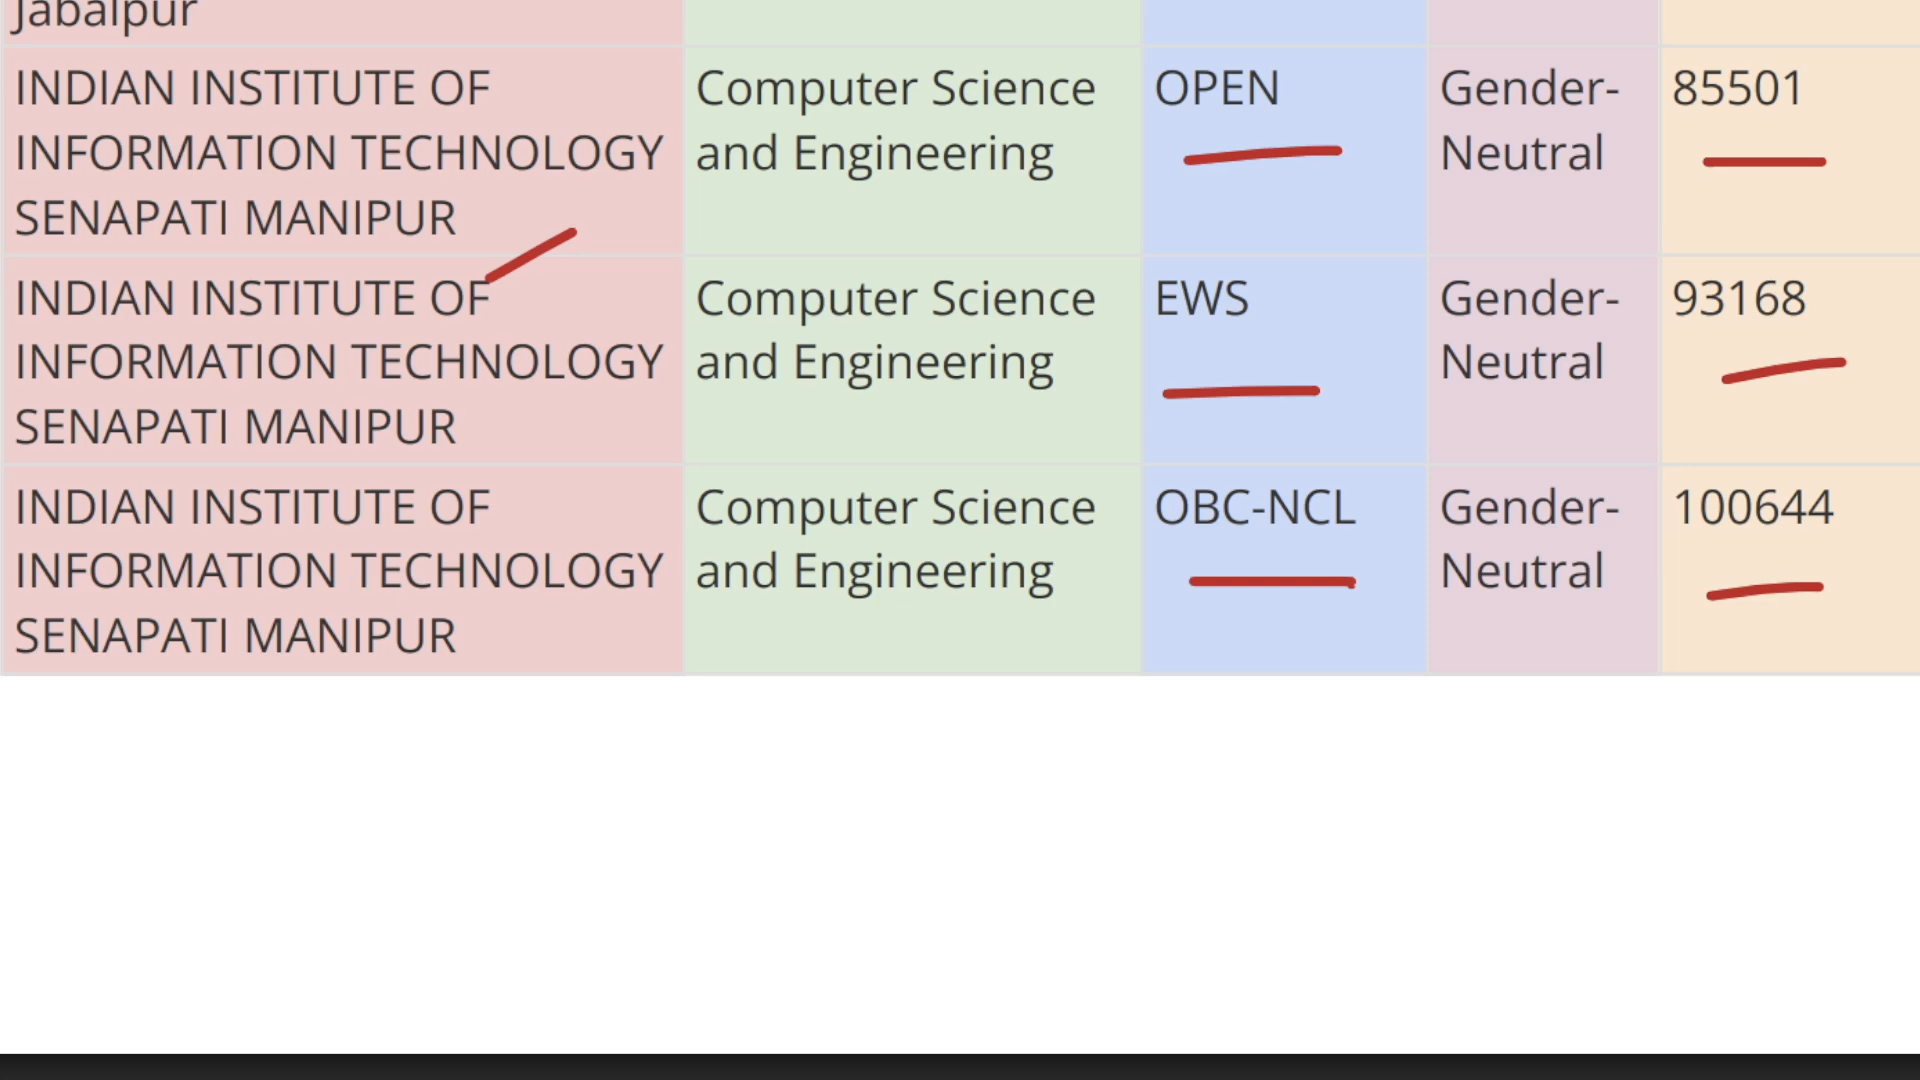 Jabalpur
INDIAN INSTITUTE OF Computer Science OPEN Gender- 85501
INFORMATION TECHNOLOGY and Engineering Neutral
SENAPATI MANIPUR
INDIAN INSTITUTE OF Computer Science EWS Gender- 93168
INFORMATION TECHNOLOGY and Engineering Neutral
SENAPATI MANIPUR
INDIAN INSTITUTE OF Computer Science OBC-NCL Gender- 100644
INFORMATION TECHNOLOGY and Engineering Neutral
SENAPATI MANIPUR